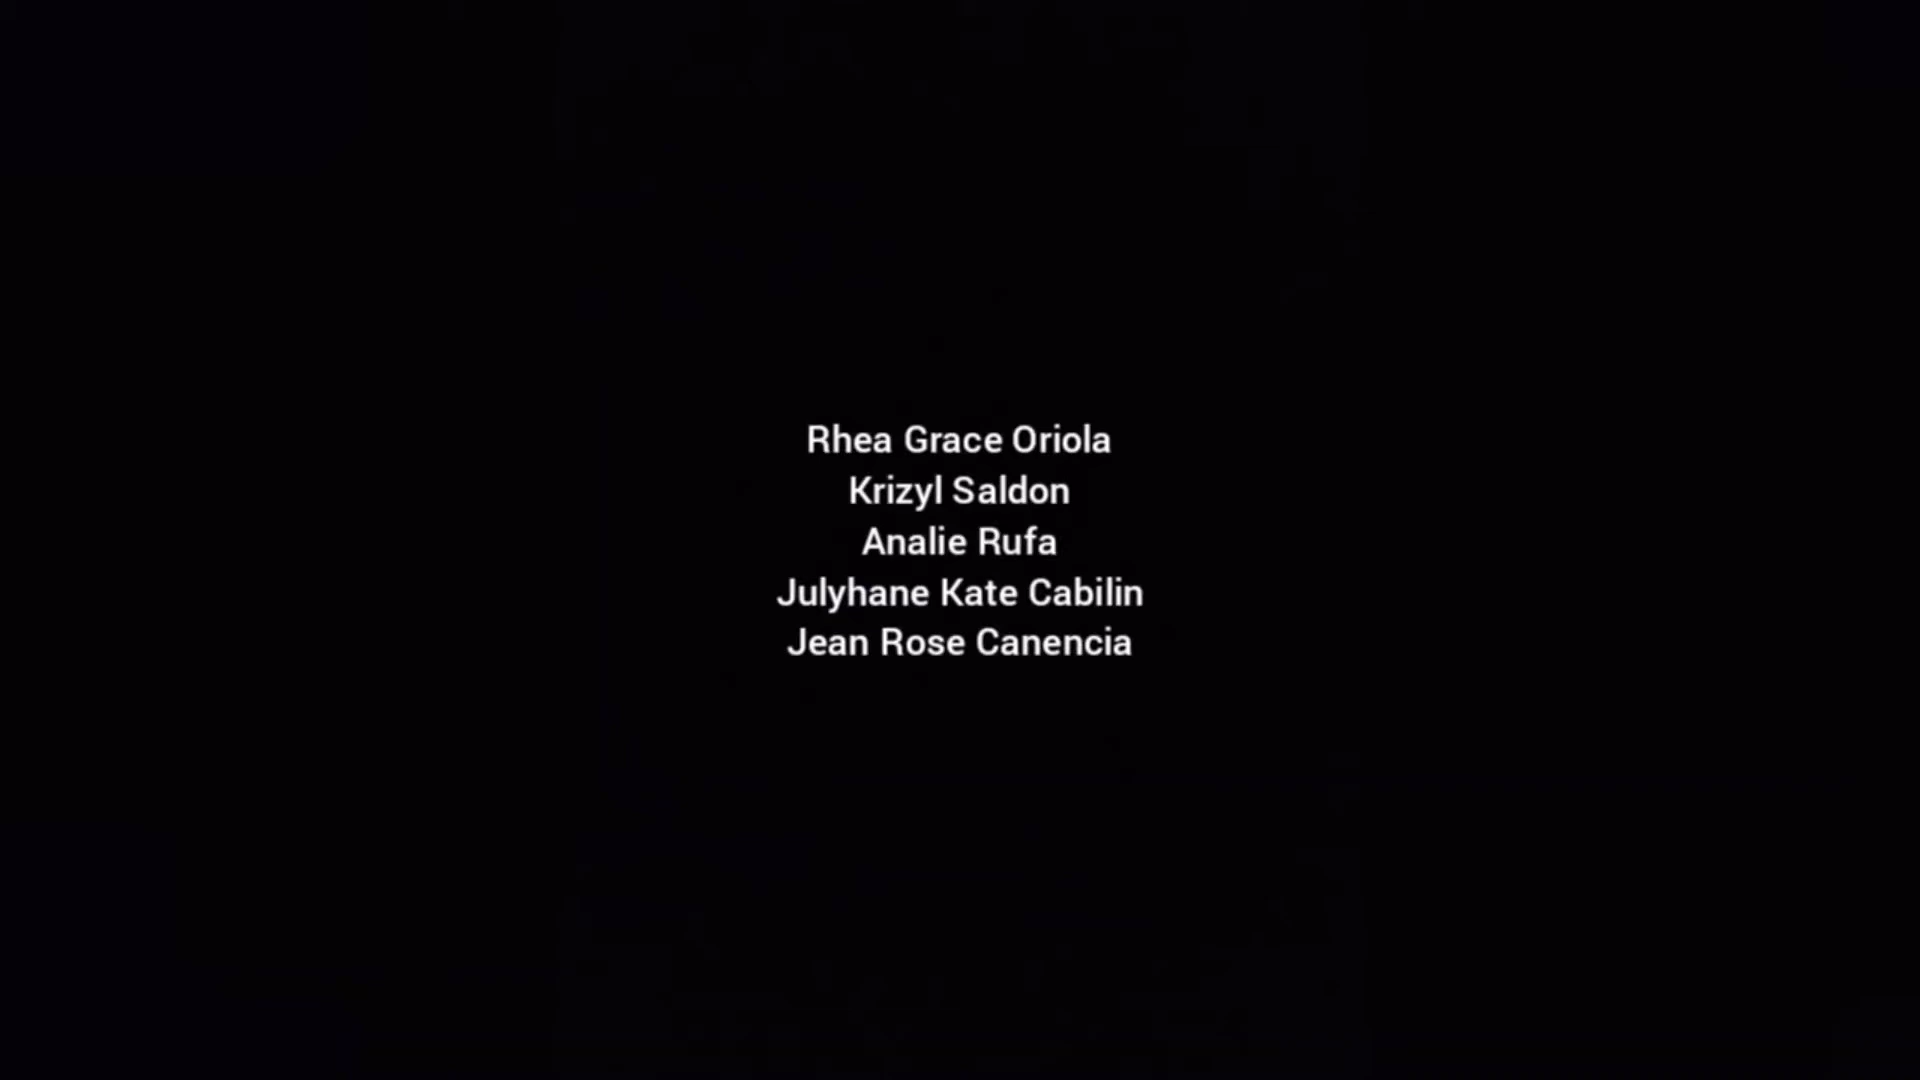 Rhea Grace Oriola
Krizyl Saldon
Analie Rufa
Julyhane Kate Cabilin
Jean Rose Canencia